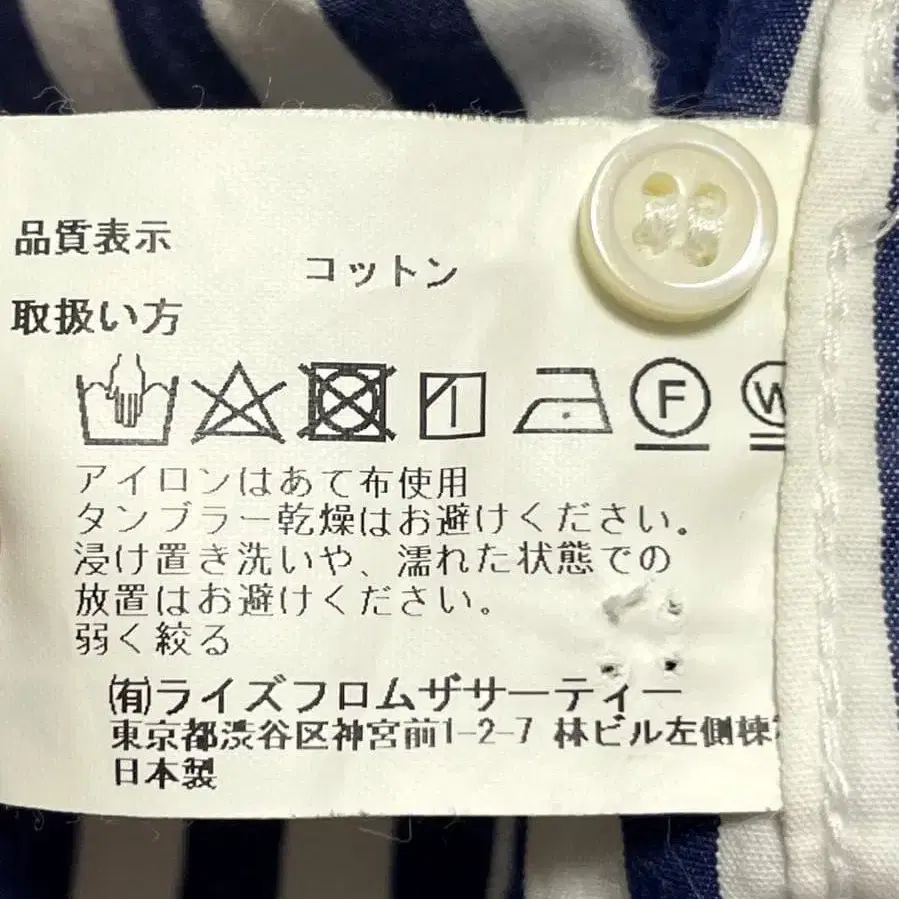 品質表示
コットン
取扱い方
F W
アイロンはあて布使用
タンブラー乾燥はお避けください。
浸け置き洗いや、濡れた状態での
放置はお避けください。
弱く絞る
㈲ライズフロムザサーティー
東京都渋谷区神宮前1-2-7 林ビル左側棟
日本製